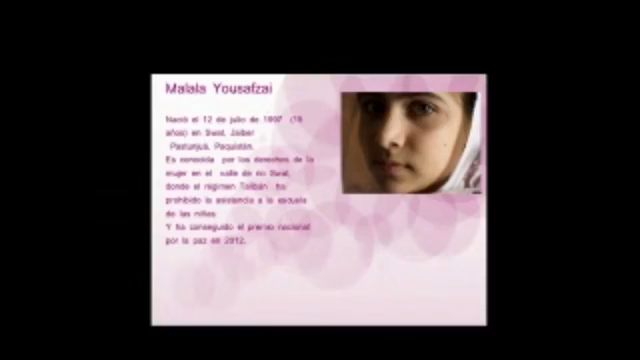 Malala Yousafzai
Nació el 12 de julio de 1997 (16
años) en Swat, Jaiber
Pastunjuá, Paquistán.
Es conocida por los derechos de la
mujer en el valle de río Swat,
donde el régimen Talibán ha
prohibido la asistencia a la escuela
de las niñas
Y ha conseguido el premio nacional
por la paz en 2012.